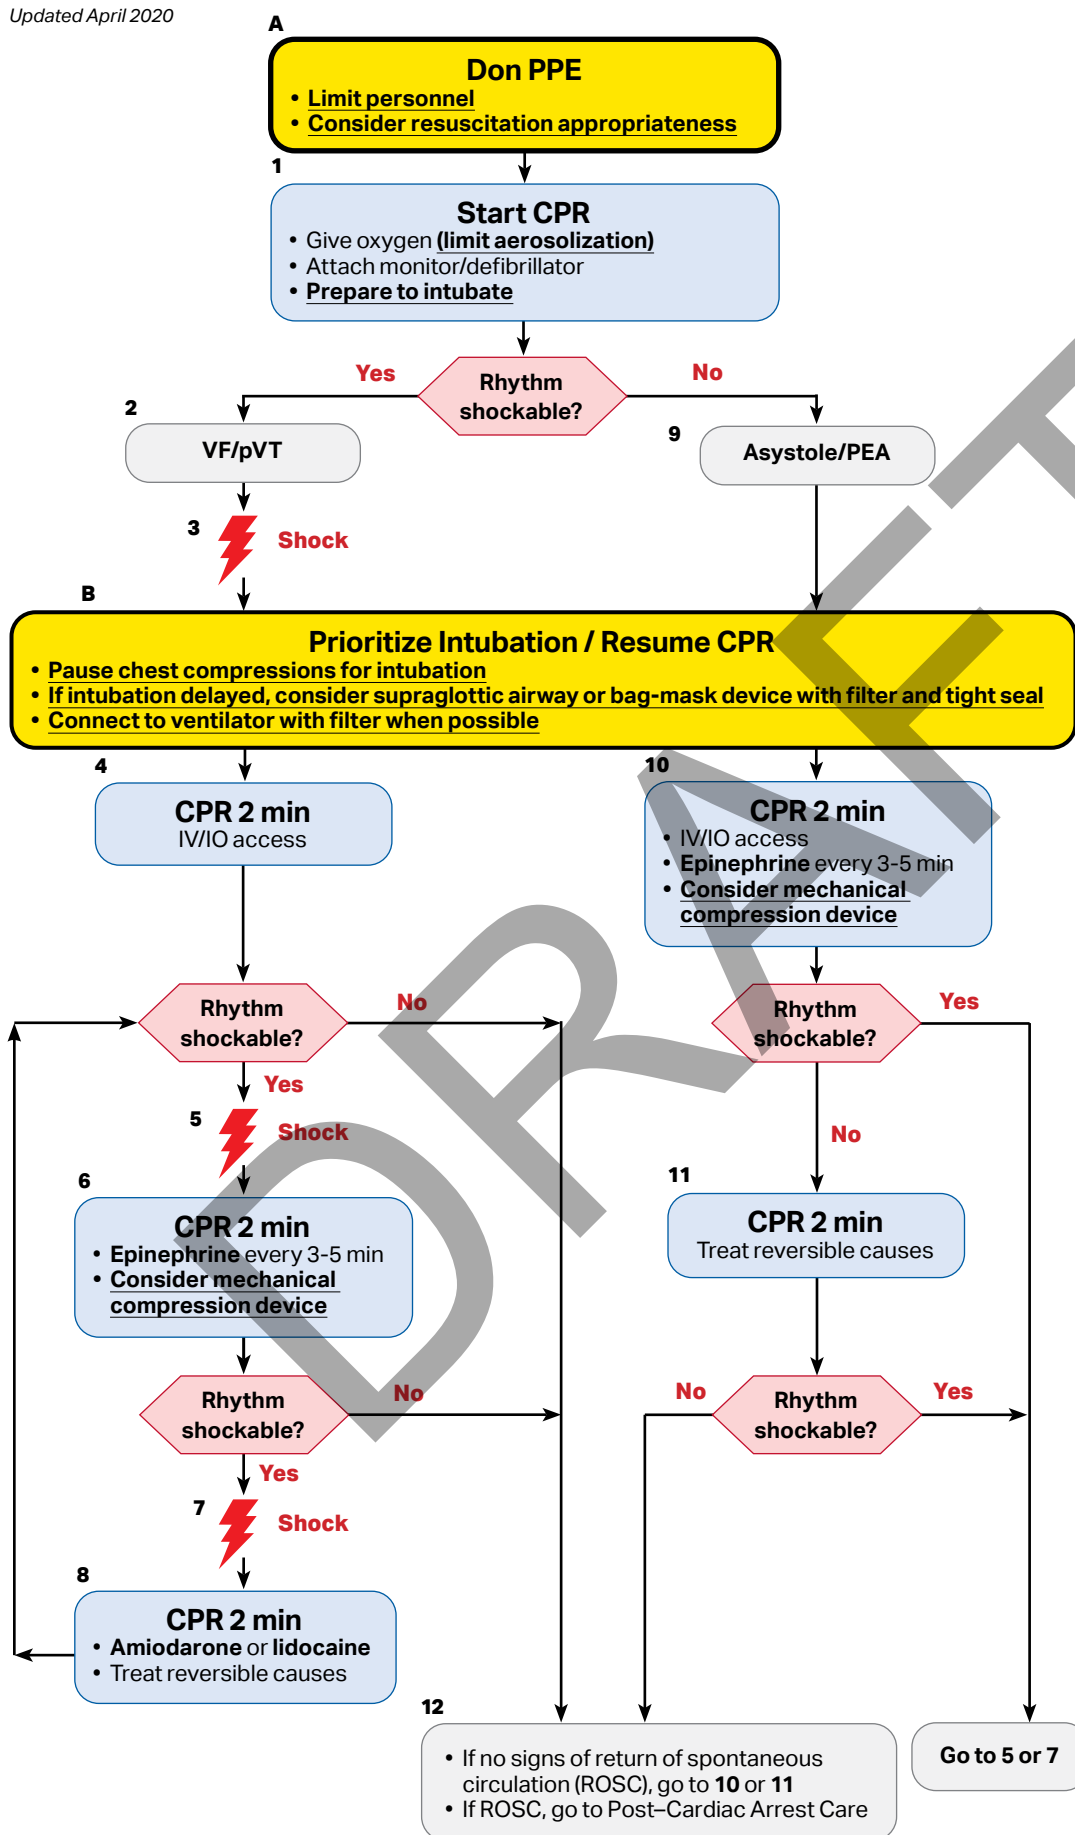 Updated April 2020
A
Don PPE
• Limit personnel
• Consider resuscitation appropriateness
1
Start CPR
• Give oxygen (limit aerosolization)
• Attach monitor/defibrillator
• Prepare to intubate
Yes
Rhythm
shockable?
No
2
VF/pVT
9
Asystole/PEA
3
Shock
B
Prioritize Intubation / Resume CPR
• Pause chest compressions for intubation
• If intubation delayed, consider supraglottic airway or bag-mask device with filter and tight seal
• Connect to ventilator with filter when possible
4
CPR 2 min
IV/IO access
10
CPR 2 min
• IV/IO access
• Epinephrine every 3-5 min
• Consider mechanical
compression device
Rhythm
shockable?
No
Yes
Rhythm
shockable?
Yes
No
5
Shock
6
CPR 2 min
• Epinephrine every 3-5 min
• Consider mechanical
compression device
11
CPR 2 min
Treat reversible causes
Rhythm
shockable?
No
Yes
No
Rhythm
shockable?
Yes
7
Shock
8
CPR 2 min
• Amiodarone or lidocaine
• Treat reversible causes
12
• If no signs of return of spontaneous
circulation (ROSC), go to 10 or 11
• If ROSC, go to Post–Cardiac Arrest Care
Go to 5 or 7
DRAFT